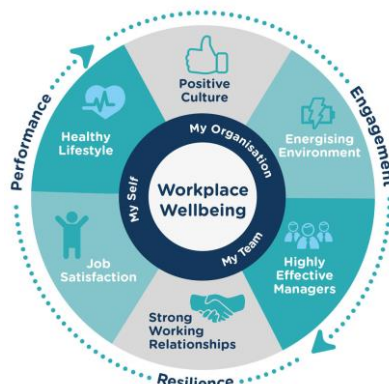 Performance
Engagement
Resilience
Positive
Culture
Energising
Environment
Highly
Effective
Managers
Strong
Working
Relationships
Job
Satisfaction
Healthy
Lifestyle
My Organisation
My Team
My Self
Workplace
Wellbeing